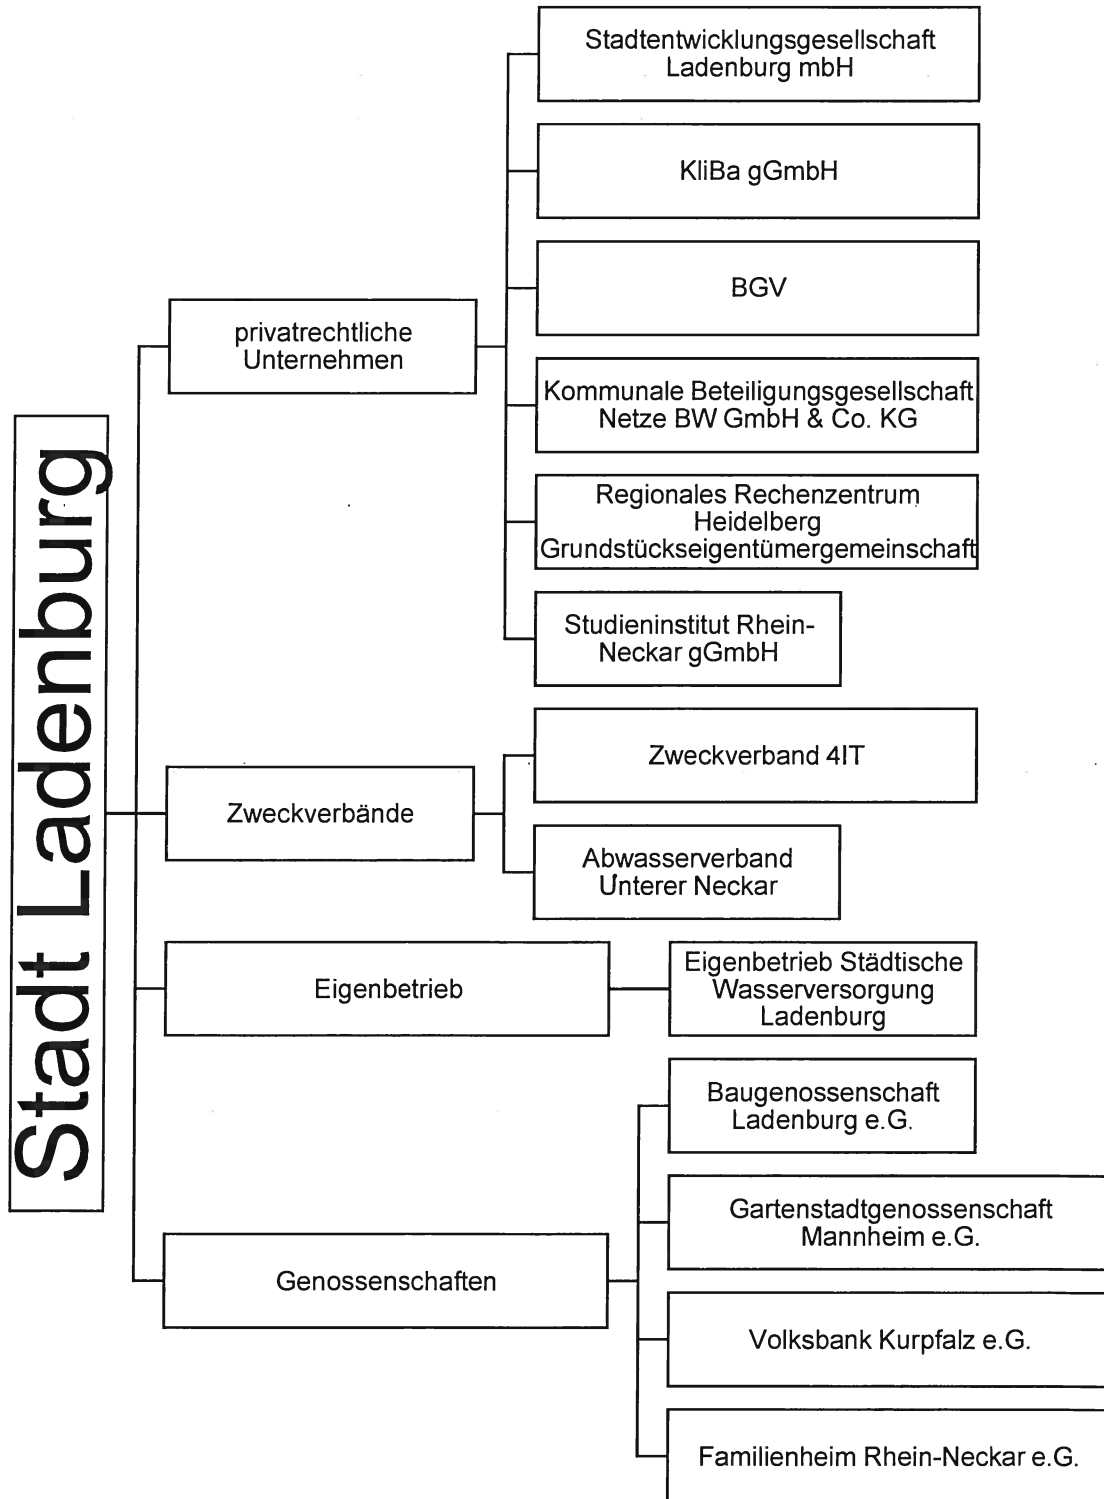 Stadt Ladenburg
privatrechtliche
Unternehmen
Stadtentwicklungsgesellschaft
Ladenburg mbH
KliBa gGmbH
BGV
Kommunale Beteiligungsgesellschaft
Netze BW GmbH & Co. KG
Regionales Rechenzentrum
Heidelberg
Grundstückseigentümergemeinschaft
Studieninstitut Rhein-
Neckar gGmbH
Zweckverbände
Zweckverband 4IT
Abwasserverband
Unterer Neckar
Eigenbetrieb
Eigenbetrieb Städtische
Wasserversorgung
Ladenburg
Genossenschaften
Baugenossenschaft
Ladenburg e.G.
Gartenstadtgenossenschaft
Mannheim e.G.
Volksbank Kurpfalz e.G.
Familienheim Rhein-Neckar e.G.